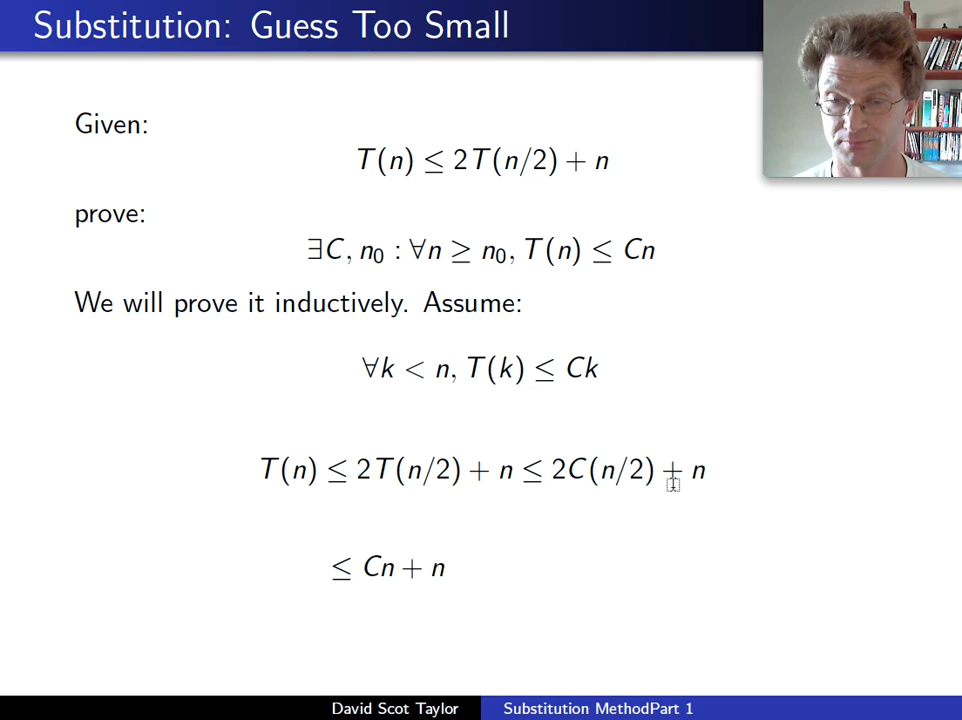 Substitution: Guess Too Small
Given:
T(n) ≤ 2T(n/2) + n
prove:
∃C, n₀ : ∀n ≥ n₀, T(n) ≤ Cn
We will prove it inductively. Assume:
∀k < n, T(k) ≤ Ck
T(n) ≤ 2T(n/2) + n ≤ 2C(n/2) + n
≤ Cn + n
David Scot Taylor
Substitution MethodPart 1